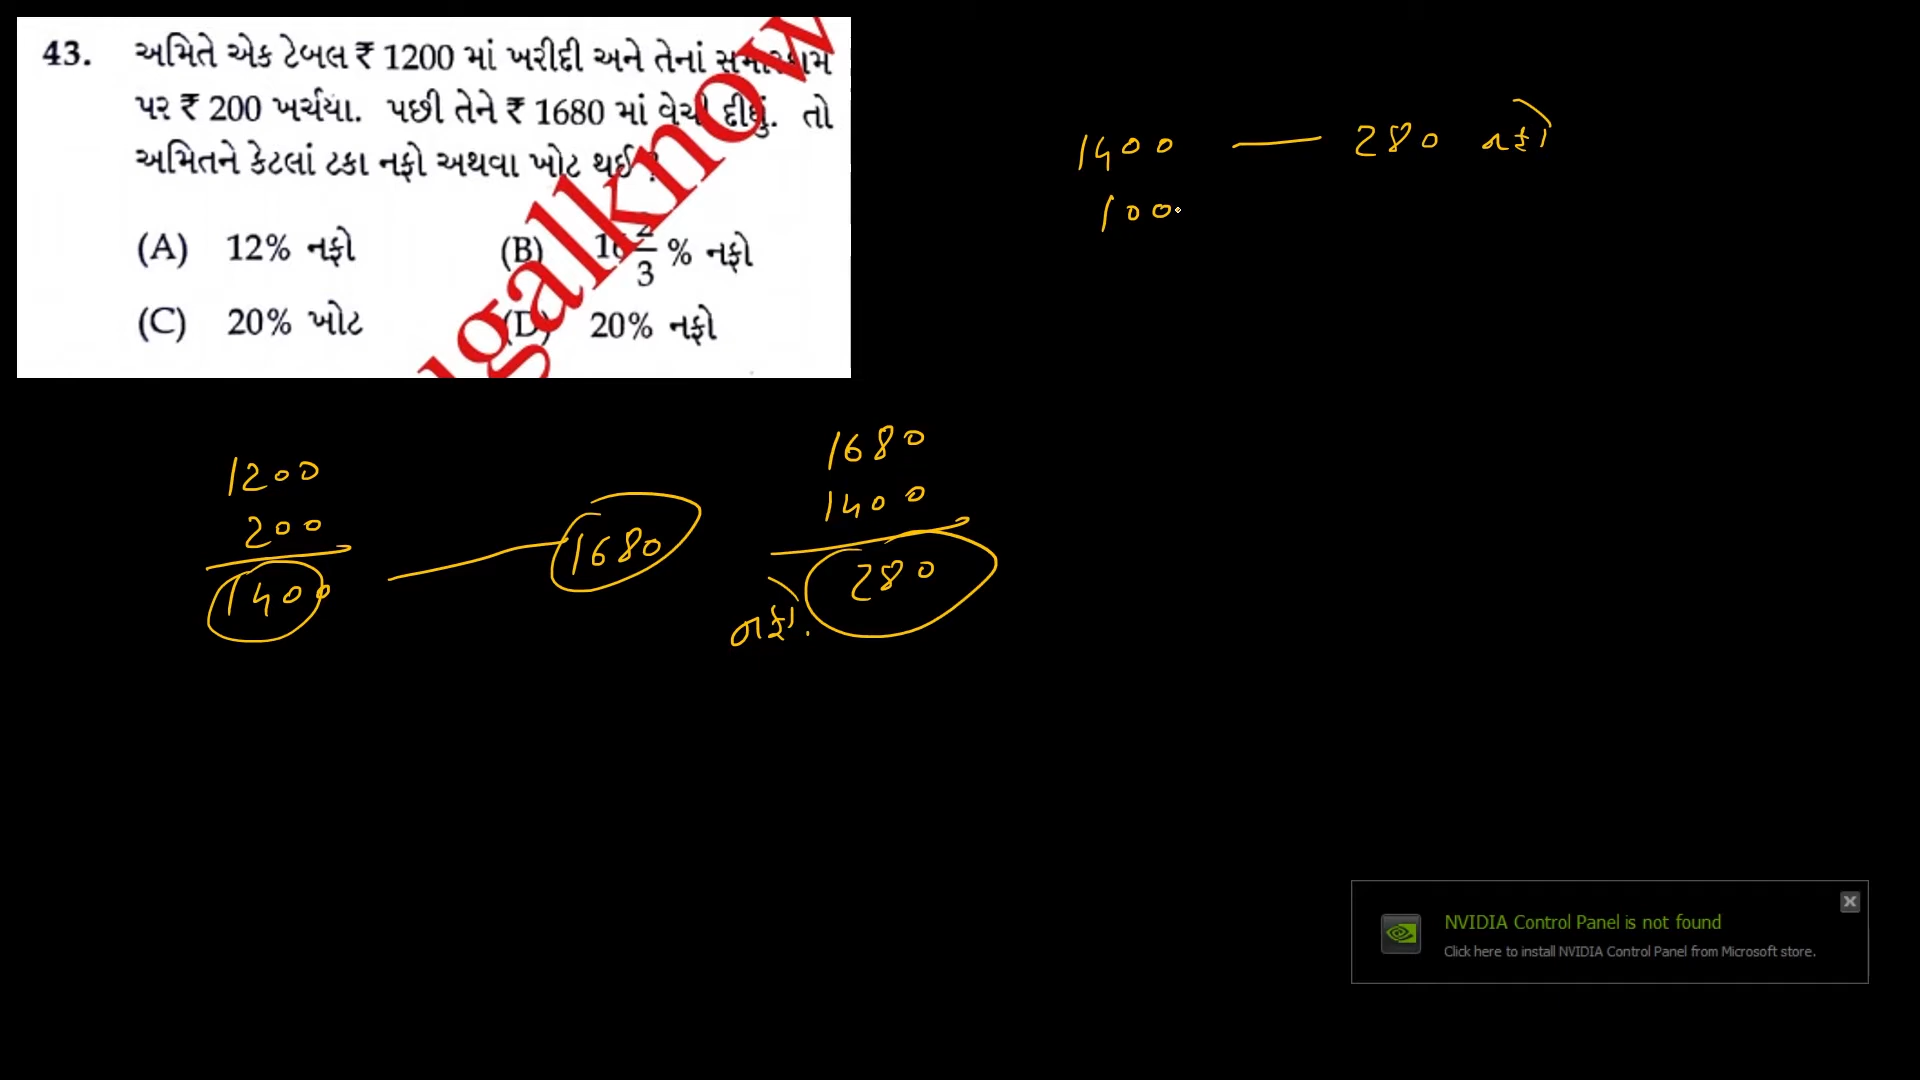 43. અમિતે એક ટેબલ ₹ 1200 માં ખરીદી અને તેનાં સમારકામ
પર ₹ 200 ખર્ચયા. પછી તેને ₹ 1680 માં વેચી દીધું. તો
અમિતને કેટલાં ટકા નફો અથવા ખોટ થઈ ?
(A) 12% નફો (B) 16 2/3 % નફો
(C) 20% ખોટ (D) 20% નફો
galknow
1400 — 280 નફો
100
1200
200
1400 — 1680
1680
1400
280
નફો.
NVIDIA Control Panel is not found
Click here to install NVIDIA Control Panel from Microsoft store.